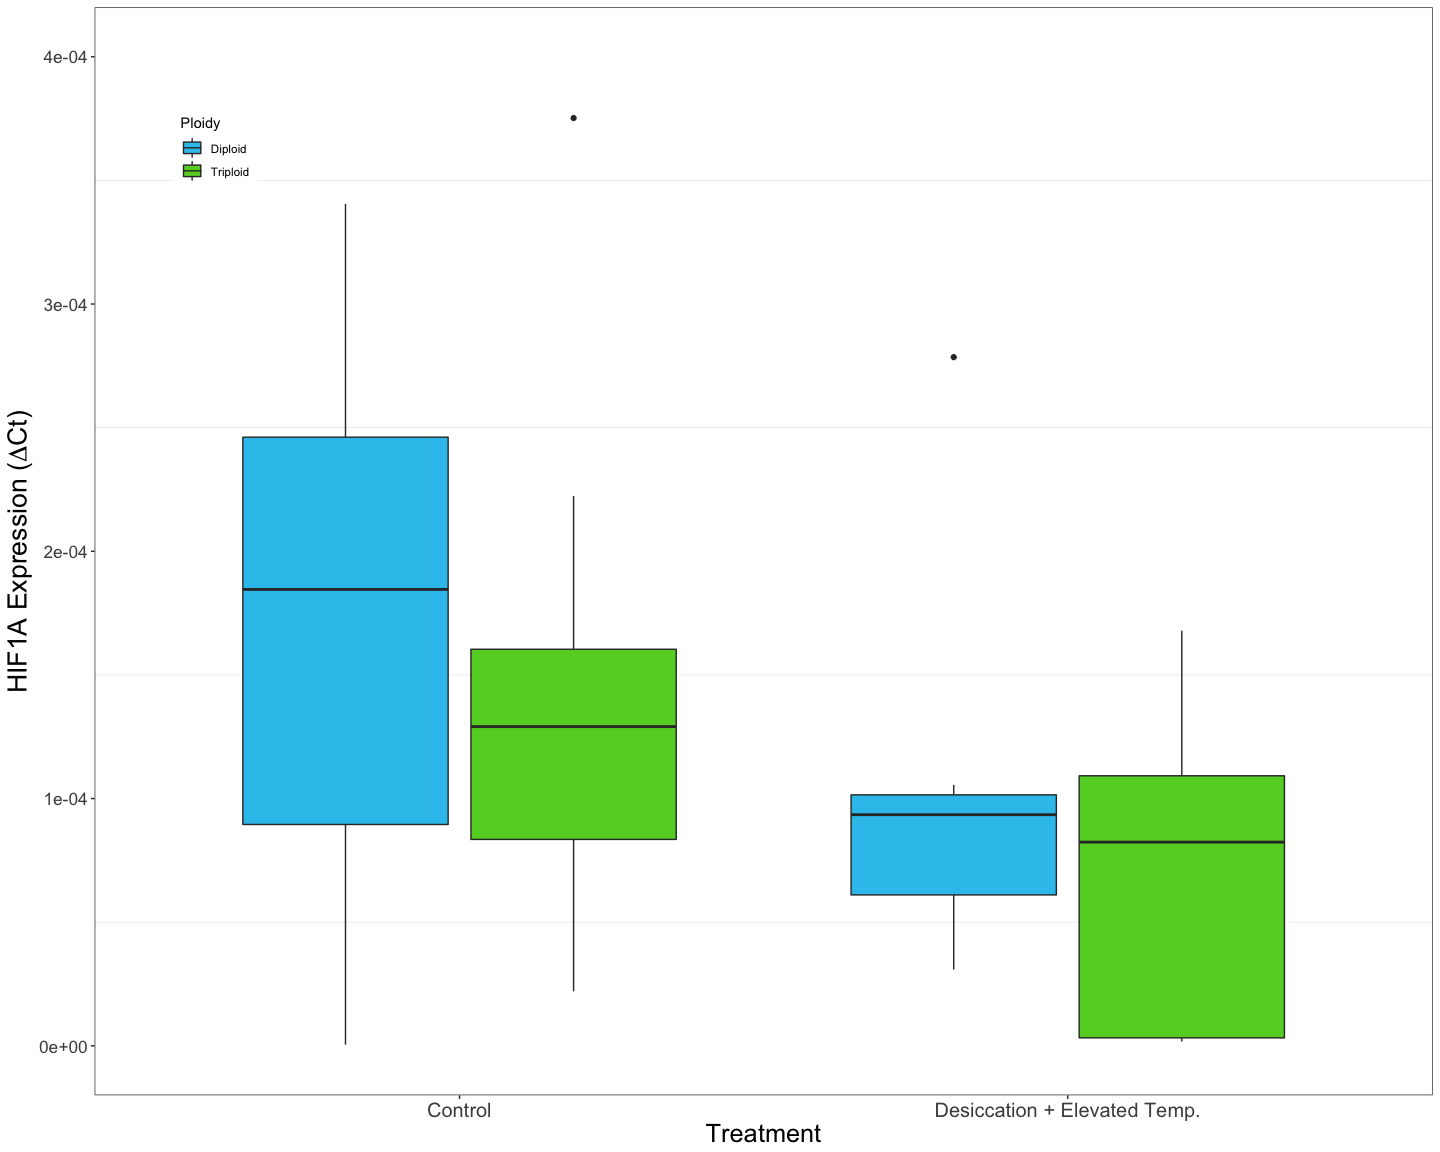 4e-04
3e-04
2e-04
1e-04
0e+00
HIF1A Expression (ΔCt)
Ploidy
Diploid
Triploid
Control
Desiccation + Elevated Temp.
Treatment